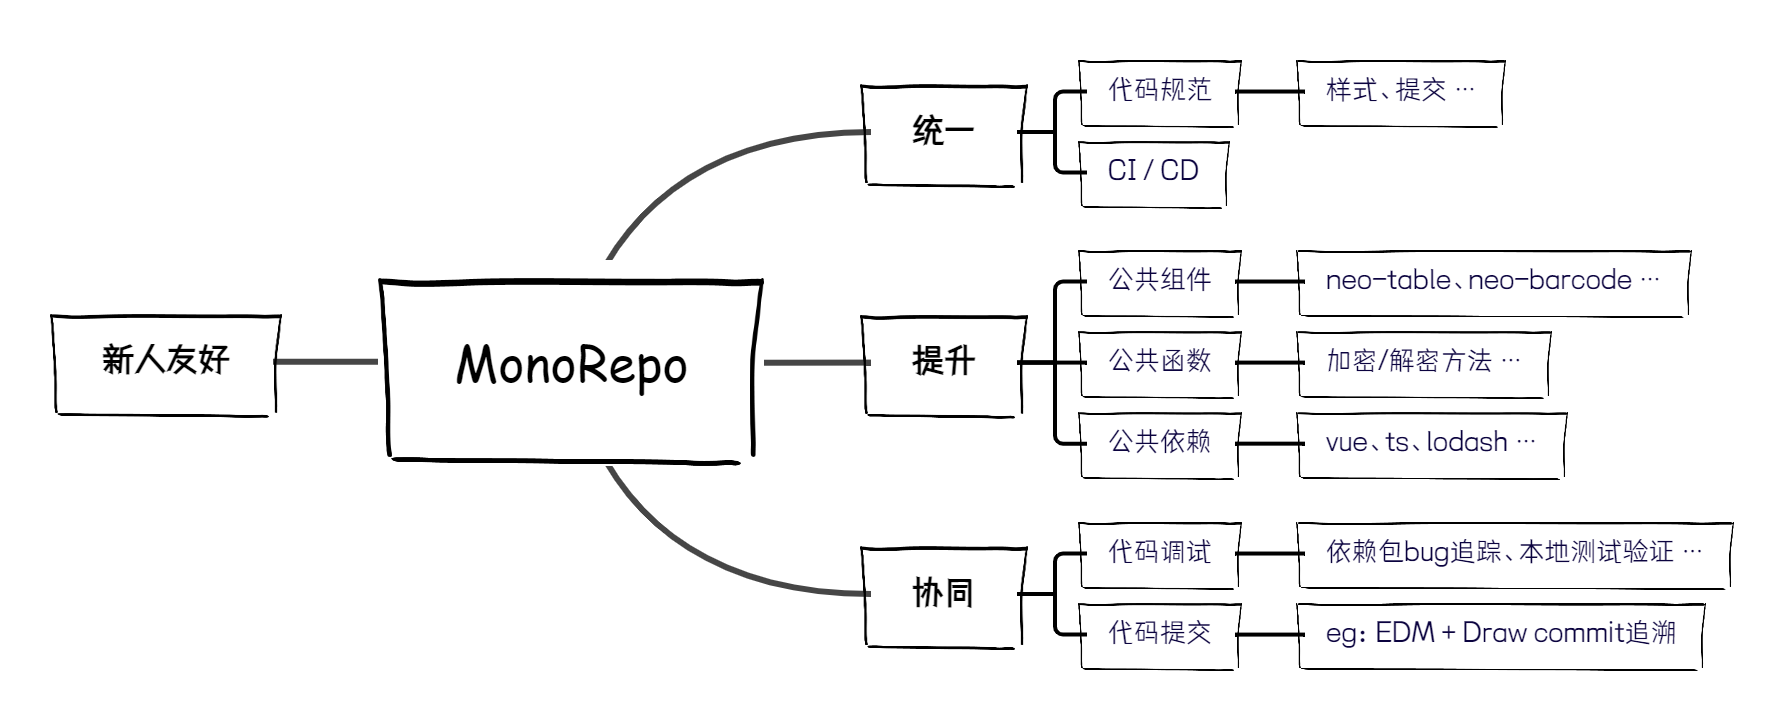 新人友好
MonoRepo
统一
代码规范
样式、提交 ···
CI / CD
提升
公共组件
neo-table、neo-barcode ···
公共函数
加密/解密方法 ···
公共依赖
vue、ts、lodash ···
协同
代码调试
依赖包bug追踪、本地测试验证 ···
代码提交
eg: EDM + Draw commit追溯